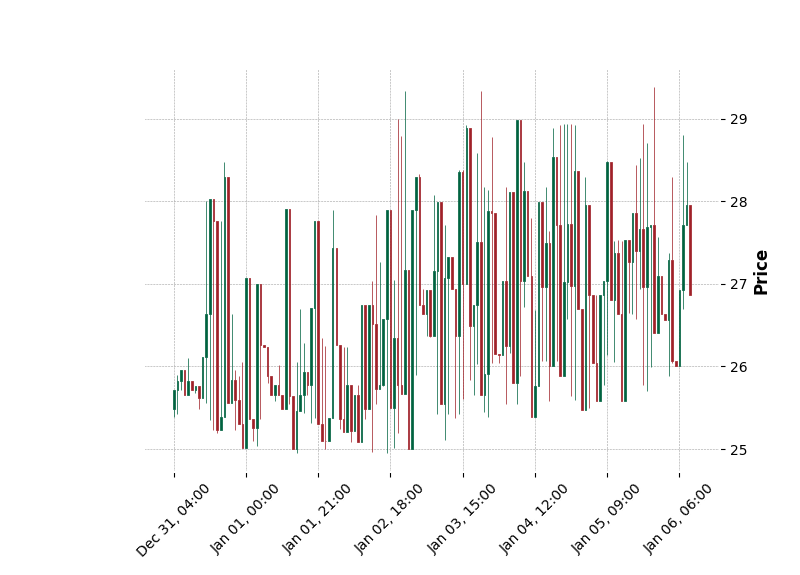 29
28
27
26
25
Price
Dec 31, 04:00
Jan 01, 00:00
Jan 01, 21:00
Jan 02, 18:00
Jan 03, 15:00
Jan 04, 12:00
Jan 05, 09:00
Jan 06, 06:00